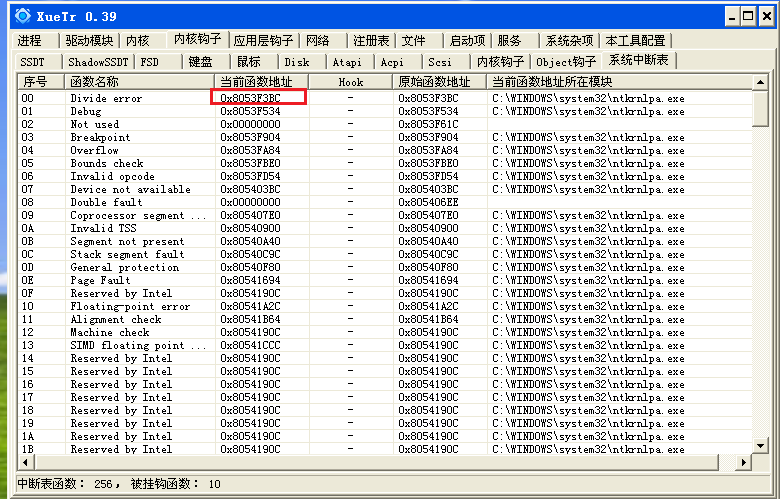 XueTr 0.39
进程 驱动模块 内核 内核钩子 应用层钩子 网络 注册表 文件 启动项 服务 系统杂项 本工具配置
SSDT ShadowSSDT FSD 键盘 鼠标 Disk Atapi Acpi Scsi 内核钩子 Object钩子 系统中断表
序号 函数名称 当前函数地址 Hook 原始函数地址 当前函数地址所在模块
00 Divide error 0x8053F3BC - 0x8053F3BC C:\WINDOWS\system32\ntkrnlpa.exe
01 Debug 0x8053F534 - 0x8053F534 C:\WINDOWS\system32\ntkrnlpa.exe
02 Not used 0x00000000 - 0x8053F61C
03 Breakpoint 0x8053F904 - 0x8053F904 C:\WINDOWS\system32\ntkrnlpa.exe
04 Overflow 0x8053FA84 - 0x8053FA84 C:\WINDOWS\system32\ntkrnlpa.exe
05 Bounds check 0x8053FBE0 - 0x8053FBE0 C:\WINDOWS\system32\ntkrnlpa.exe
06 Invalid opcode 0x8053FD54 - 0x8053FD54 C:\WINDOWS\system32\ntkrnlpa.exe
07 Device not available 0x805403BC - 0x805403BC C:\WINDOWS\system32\ntkrnlpa.exe
08 Double fault 0x00000000 - 0x805406EE
09 Coprocessor segment ... 0x805407E0 - 0x805407E0 C:\WINDOWS\system32\ntkrnlpa.exe
0A Invalid TSS 0x80540900 - 0x80540900 C:\WINDOWS\system32\ntkrnlpa.exe
0B Segment not present 0x80540A40 - 0x80540A40 C:\WINDOWS\system32\ntkrnlpa.exe
0C Stack segment fault 0x80540C9C - 0x80540C9C C:\WINDOWS\system32\ntkrnlpa.exe
0D General protection 0x80540F80 - 0x80540F80 C:\WINDOWS\system32\ntkrnlpa.exe
0E Page Fault 0x80541694 - 0x80541694 C:\WINDOWS\system32\ntkrnlpa.exe
0F Reserved by Intel 0x8054190C - 0x8054190C C:\WINDOWS\system32\ntkrnlpa.exe
10 Floating-point error 0x80541A2C - 0x80541A2C C:\WINDOWS\system32\ntkrnlpa.exe
11 Alignment check 0x80541B64 - 0x80541B64 C:\WINDOWS\system32\ntkrnlpa.exe
12 Machine check 0x8054190C - 0x8054190C C:\WINDOWS\system32\ntkrnlpa.exe
13 SIMD floating point ... 0x80541CCC - 0x80541CCC C:\WINDOWS\system32\ntkrnlpa.exe
14 Reserved by Intel 0x8054190C - 0x8054190C C:\WINDOWS\system32\ntkrnlpa.exe
15 Reserved by Intel 0x8054190C - 0x8054190C C:\WINDOWS\system32\ntkrnlpa.exe
16 Reserved by Intel 0x8054190C - 0x8054190C C:\WINDOWS\system32\ntkrnlpa.exe
17 Reserved by Intel 0x8054190C - 0x8054190C C:\WINDOWS\system32\ntkrnlpa.exe
18 Reserved by Intel 0x8054190C - 0x8054190C C:\WINDOWS\system32\ntkrnlpa.exe
19 Reserved by Intel 0x8054190C - 0x8054190C C:\WINDOWS\system32\ntkrnlpa.exe
1A Reserved by Intel 0x8054190C - 0x8054190C C:\WINDOWS\system32\ntkrnlpa.exe
1B Reserved by Intel 0x8054190C - 0x8054190C C:\WINDOWS\system32\ntkrnlpa.exe
中断表函数: 256, 被挂钩函数: 10